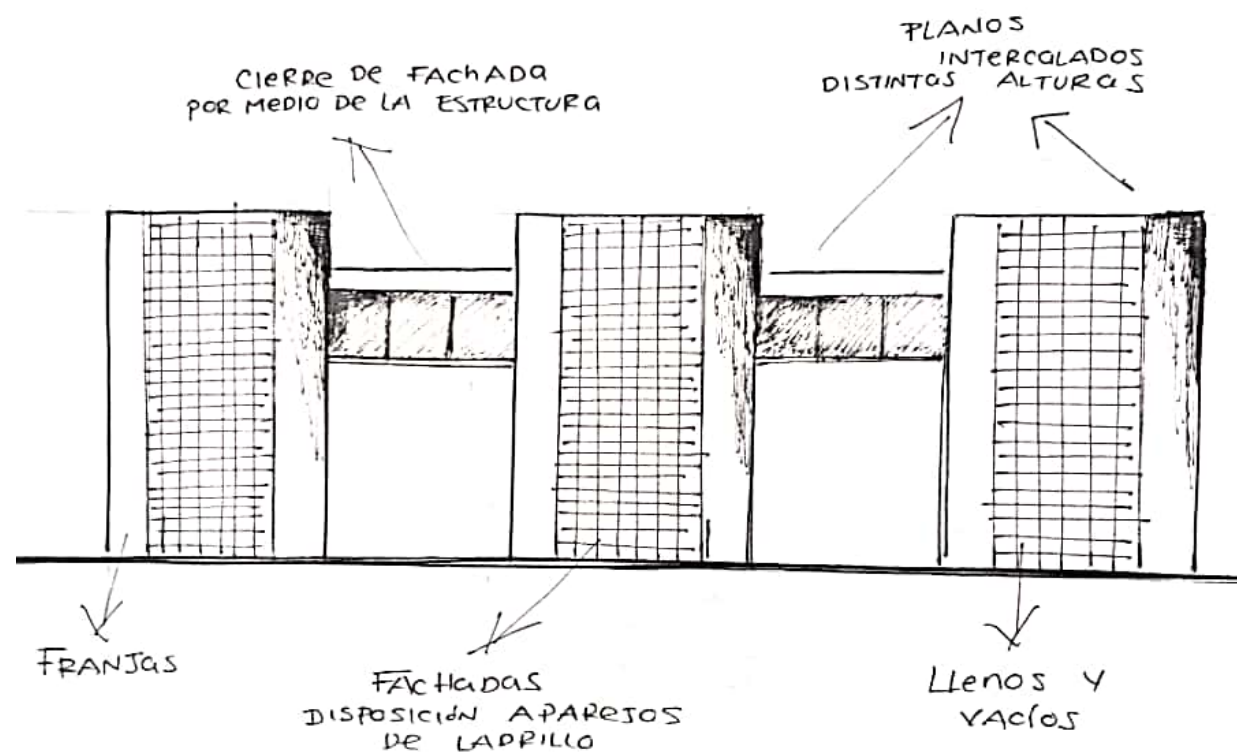 CIERRE DE FACHADA
POR MEDIO DE LA ESTRUCTURA
PLANOS
INTERCALADOS
DISTINTAS ALTURAS
FRANJAS
FACHADAS
DISPOSICIÓN APAREJOS
DE LADRILLO
LLENOS Y
VACÍOS